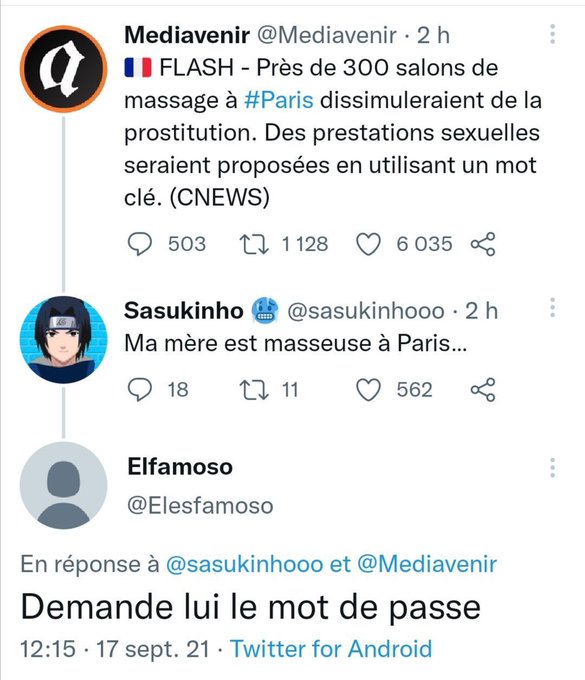 Mediavenir @Mediavenir · 2 h
🇫🇷 FLASH - Près de 300 salons de
massage à #Paris dissimuleraient de la
prostitution. Des prestations sexuelles
seraient proposées en utilisant un mot
clé. (CNEWS)
503 1 128 6 035
Sasukinho 🥶 @sasukinhooo · 2 h
Ma mère est masseuse à Paris...
18 11 562
Elfamoso
@Elesfamoso
En réponse à @sasukinhooo et @Mediavenir
Demande lui le mot de passe
12:15 · 17 sept. 21 · Twitter for Android